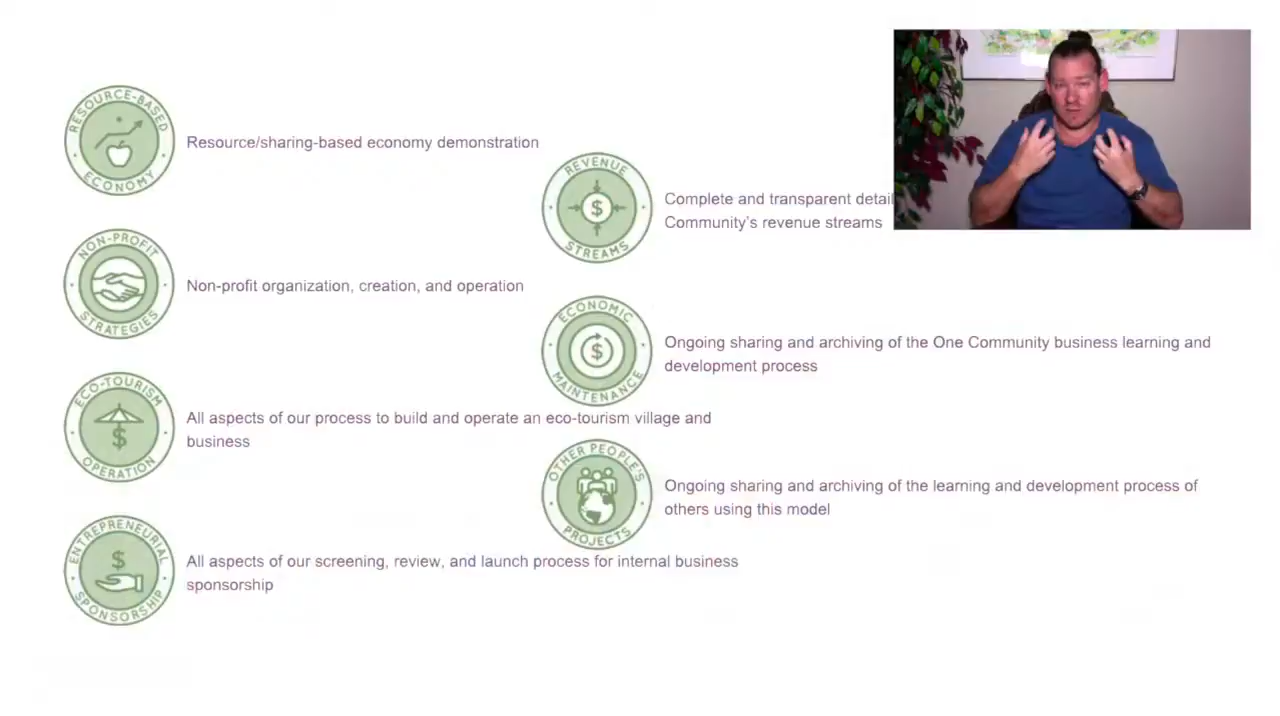 RESOURCE-BASED
ECONOMY
Resource/sharing-based economy demonstration
NON-PROFIT
STRATEGIES
Non-profit organization, creation, and operation
ECO-TOURISM
$
OPERATION
All aspects of our process to build and operate an eco-tourism village and
business
ENTREPRENEURIAL
$
SPONSORSHIP
All aspects of our screening, review, and launch process for internal business
sponsorship
REVENUE
$
STREAMS
Complete and transparent detail
Community's revenue streams
ECONOMIC
$
MAINTENANCE
Ongoing sharing and archiving of the One Community business learning and
development process
OTHER PEOPLE'S
PROJECTS
Ongoing sharing and archiving of the learning and development process of
others using this model